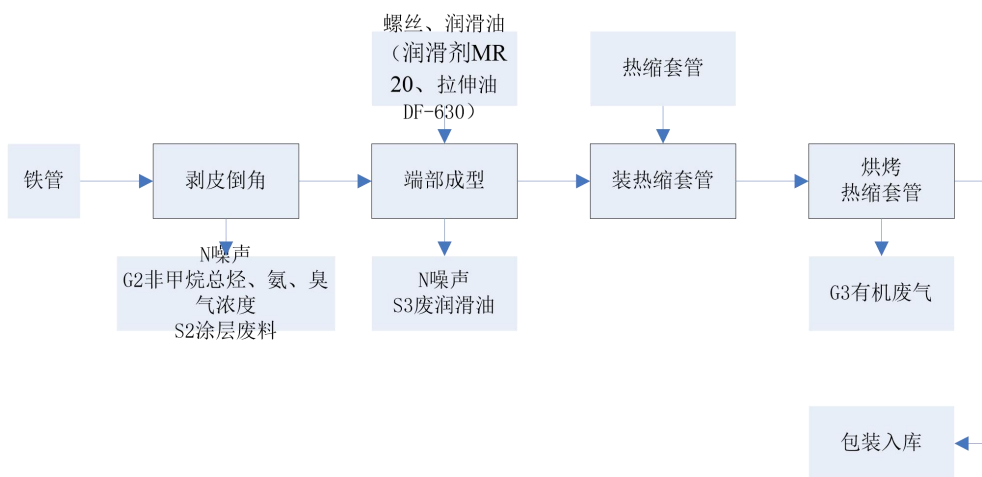 螺丝、润滑油
（润滑剂MR
20、拉伸油
DF-630）
热缩套管
铁管
剥皮倒角
端部成型
装热缩套管
烘烤
热缩套管
N噪声
G2非甲烷总烃、氨、臭
气浓度
S2涂层废料
N噪声
S3废润滑油
G3有机废气
包装入库